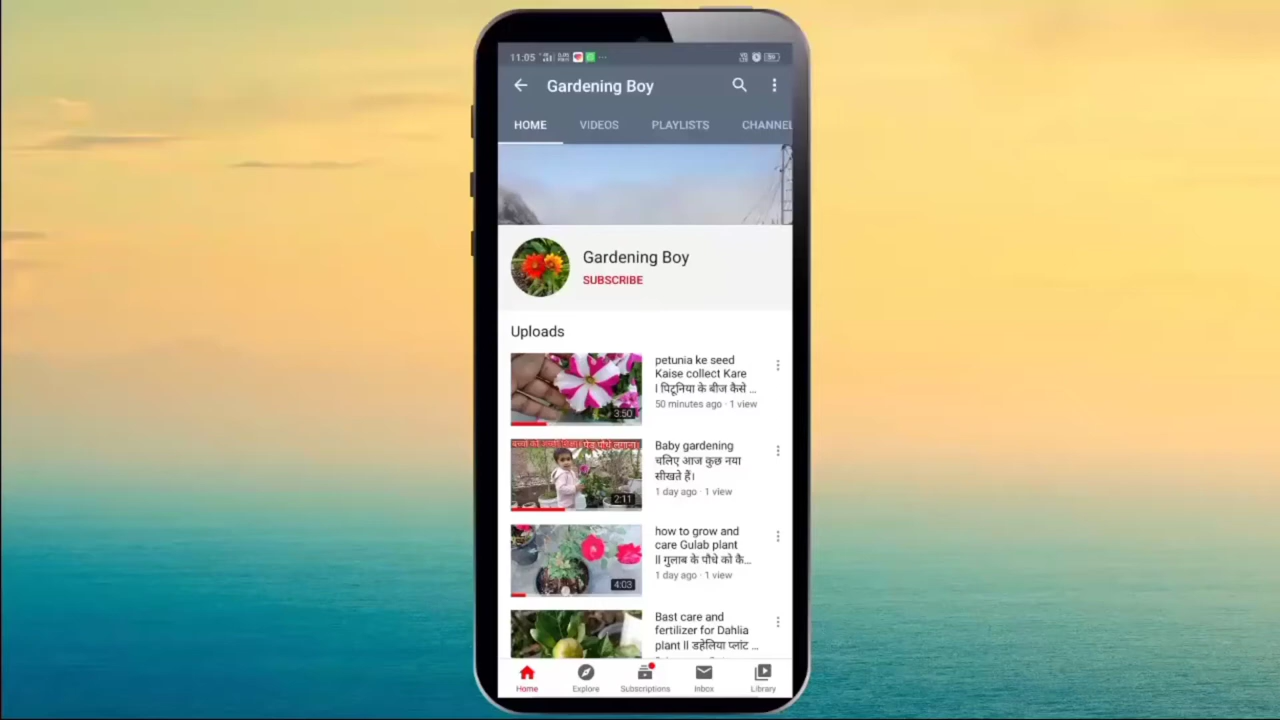 11:05
Gardening Boy
HOME VIDEOS PLAYLISTS CHANNEL
Gardening Boy
SUBSCRIBE
Uploads
petunia ke seed
Kaise collect Kare
l पिटूनिया के बीज कैसे ...
50 minutes ago · 1 view
3:50
Baby gardening
चलिए आज कुछ नया
सीखते हैं।
1 day ago · 1 view
2:11
how to grow and
care Gulab plant
ll गुलाब के पौधे को कै...
1 day ago · 1 view
4:03
Bast care and
fertilizer for Dahlia
plant ll डहेलिया प्लांट ...
Home Explore Subscriptions Inbox Library